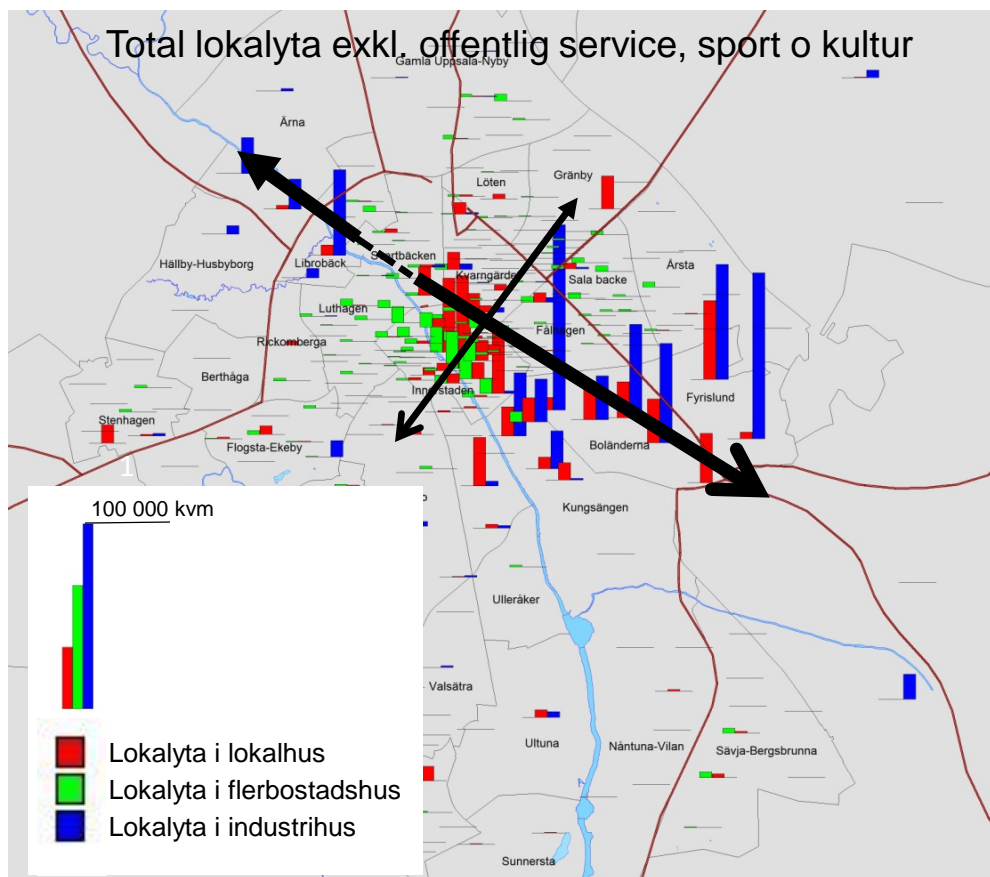 Total lokalyta exkl. offentlig service, sport o kultur
Gamla Uppsala-Nyby
Ärna
Löten
Gränby
Hällby-Husbyborg
Librobäck
Svartbäcken
Kvarngärdet
Sala backe
Årsta
Luthagen
Fålhagen
Rickomberga
Berthåga
Innerstaden
Fyrislund
Stenhagen
Flogsta-Ekeby
Boländerna
1
Kungsängen
100 000 kvm
Ulleråker
Valsätra
Ultuna
Nåntuna-Vilan
Sävja-Bergsbrunna
Lokalyta i lokalhus
Lokalyta i flerbostadshus
Lokalyta i industrihus
Sunnersta